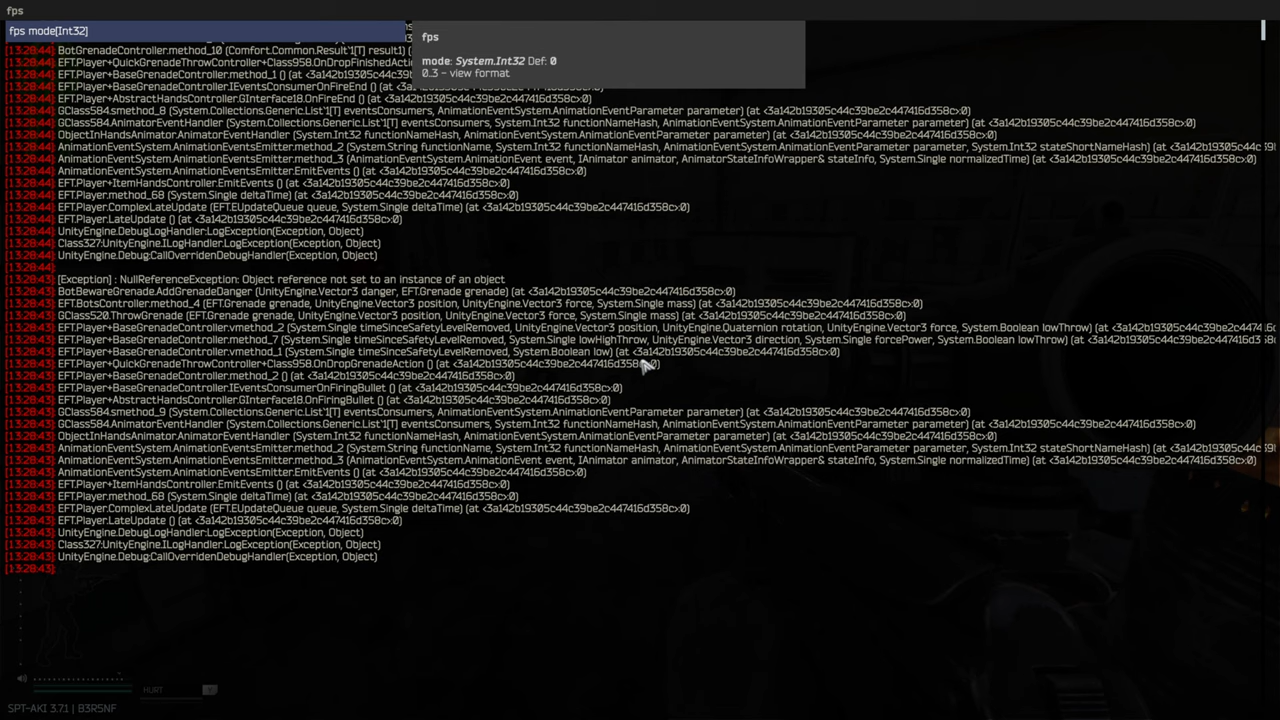 fps
fps mode[Int32]
fps
mode: System.Int32 Def: 0
0..3 - view format
[13:28:44] BotGrenadeController.method_10 (Comfort.Common.Result`1[T] result1) (
[13:28:44] EFT.Player+QuickGrenadeThrowController+Class958.OnDropFinishedActio
[13:28:44] EFT.Player+BaseGrenadeController.method_1 () (at <3a142b19305c44c39be2c447416d358c>:0)
[13:28:44] EFT.Player+BaseGrenadeController.IEventsConsumerOnFireEnd () (at <3a142b19305c44c39be2c447416d358c>:0)
[13:28:44] EFT.Player+AbstractHandsController.GInterface18.OnFireEnd () (at <3a142b19305c44c39be2c447416d358c>:0)
[13:28:44] GClass584.smethod_8 (System.Collections.Generic.List`1[T] eventsConsumers, AnimationEventSystem.AnimationEventParameter parameter) (at <3a142b19305c44c39be2c447416d358c>:0)
[13:28:44] GClass584.AnimatorEventHandler (System.Collections.Generic.List`1[T] eventsConsumers, System.Int32 functionNameHash, AnimationEventSystem.AnimationEventParameter parameter) (at <3a142b19305c44c39be2c447416d358c>:0)
[13:28:44] ObjectInHandsAnimator.AnimatorEventHandler (System.Int32 functionNameHash, AnimationEventSystem.AnimationEventParameter parameter) (at <3a142b19305c44c39be2c447416d358c>:0)
[13:28:44] AnimationEventSystem.AnimationEventsEmitter.method_2 (System.String functionName, System.Int32 functionNameHash, AnimationEventSystem.AnimationEventParameter parameter, System.Int32 stateShortNameHash) (at <3a142b19305c44c39
[13:28:44] AnimationEventSystem.AnimationEventsEmitter.method_3 (AnimationEventSystem.AnimationEvent event, IAnimator animator, AnimatorStateInfoWrapper& stateInfo, System.Single normalizedTime) (at <3a142b19305c44c39be2c447416d358c>:0)
[13:28:44] AnimationEventSystem.AnimationEventsEmitter.EmitEvents () (at <3a142b19305c44c39be2c447416d358c>:0)
[13:28:44] EFT.Player+ItemHandsController.EmitEvents () (at <3a142b19305c44c39be2c447416d358c>:0)
[13:28:44] EFT.Player.method_68 (System.Single deltaTime) (at <3a142b19305c44c39be2c447416d358c>:0)
[13:28:44] EFT.Player.ComplexLateUpdate (EFT.EUpdateQueue queue, System.Single deltaTime) (at <3a142b19305c44c39be2c447416d358c>:0)
[13:28:44] EFT.Player.LateUpdate () (at <3a142b19305c44c39be2c447416d358c>:0)
[13:28:44] UnityEngine.DebugLogHandler:LogException(Exception, Object)
[13:28:44] Class327:UnityEngine.ILogHandler.LogException(Exception, Object)
[13:28:44] UnityEngine.Debug:CallOverridenDebugHandler(Exception, Object)
[13:28:44]
[13:28:43] [Exception] : NullReferenceException: Object reference not set to an instance of an object
[13:28:43] BotBewareGrenade.AddGrenadeDanger (UnityEngine.Vector3 danger, EFT.Grenade grenade) (at <3a142b19305c44c39be2c447416d358c>:0)
[13:28:43] EFT.BotsController.method_4 (EFT.Grenade grenade, UnityEngine.Vector3 position, UnityEngine.Vector3 force, System.Single mass) (at <3a142b19305c44c39be2c447416d358c>:0)
[13:28:43] GClass520.ThrowGrenade (EFT.Grenade grenade, UnityEngine.Vector3 position, UnityEngine.Vector3 force, System.Single mass) (at <3a142b19305c44c39be2c447416d358c>:0)
[13:28:43] EFT.Player+BaseGrenadeController.vmethod_2 (System.Single timeSinceSafetyLevelRemoved, UnityEngine.Vector3 position, UnityEngine.Quaternion rotation, UnityEngine.Vector3 force, System.Boolean lowThrow) (at <3a142b19305c4
[13:28:43] EFT.Player+BaseGrenadeController.method_7 (System.Single timeSinceSafetyLevelRemoved, System.Single lowHighThrow, UnityEngine.Vector3 direction, System.Single forcePower, System.Boolean lowThrow) (at <3a142b19305c44c39be2c
[13:28:43] EFT.Player+BaseGrenadeController.vmethod_1 (System.Single timeSinceSafetyLevelRemoved, System.Boolean low) (at <3a142b19305c44c39be2c447416d358c>:0)
[13:28:43] EFT.Player+QuickGrenadeThrowController+Class958.OnDropGrenadeAction () (at <3a142b19305c44c39be2c447416d358c>:0)
[13:28:43] EFT.Player+BaseGrenadeController.method_2 () (at <3a142b19305c44c39be2c447416d358c>:0)
[13:28:43] EFT.Player+BaseGrenadeController.IEventsConsumerOnFiringBullet () (at <3a142b19305c44c39be2c447416d358c>:0)
[13:28:43] EFT.Player+AbstractHandsController.GInterface18.OnFiringBullet () (at <3a142b19305c44c39be2c447416d358c>:0)
[13:28:43] GClass584.smethod_9 (System.Collections.Generic.List`1[T] eventsConsumers, AnimationEventSystem.AnimationEventParameter parameter) (at <3a142b19305c44c39be2c447416d358c>:0)
[13:28:43] GClass584.AnimatorEventHandler (System.Collections.Generic.List`1[T] eventsConsumers, System.Int32 functionNameHash, AnimationEventSystem.AnimationEventParameter parameter) (at <3a142b19305c44c39be2c447416d358c>:0)
[13:28:43] ObjectInHandsAnimator.AnimatorEventHandler (System.Int32 functionNameHash, AnimationEventSystem.AnimationEventParameter parameter) (at <3a142b19305c44c39be2c447416d358c>:0)
[13:28:43] AnimationEventSystem.AnimationEventsEmitter.method_2 (System.String functionName, System.Int32 functionNameHash, AnimationEventSystem.AnimationEventParameter parameter, System.Int32 stateShortNameHash) (at <3a142b19305c44c39
[13:28:43] AnimationEventSystem.AnimationEventsEmitter.method_3 (AnimationEventSystem.AnimationEvent event, IAnimator animator, AnimatorStateInfoWrapper& stateInfo, System.Single normalizedTime) (at <3a142b19305c44c39be2c447416d358c>:0)
[13:28:43] AnimationEventSystem.AnimationEventsEmitter.EmitEvents () (at <3a142b19305c44c39be2c447416d358c>:0)
[13:28:43] EFT.Player+ItemHandsController.EmitEvents () (at <3a142b19305c44c39be2c447416d358c>:0)
[13:28:43] EFT.Player.method_68 (System.Single deltaTime) (at <3a142b19305c44c39be2c447416d358c>:0)
[13:28:43] EFT.Player.ComplexLateUpdate (EFT.EUpdateQueue queue, System.Single deltaTime) (at <3a142b19305c44c39be2c447416d358c>:0)
[13:28:43] EFT.Player.LateUpdate () (at <3a142b19305c44c39be2c447416d358c>:0)
[13:28:43] UnityEngine.DebugLogHandler:LogException(Exception, Object)
[13:28:43] Class327:UnityEngine.ILogHandler.LogException(Exception, Object)
[13:28:43] UnityEngine.Debug:CallOverridenDebugHandler(Exception, Object)
[13:28:43]
HURT
SPT-AKI 3.7.1 | B3R5NF